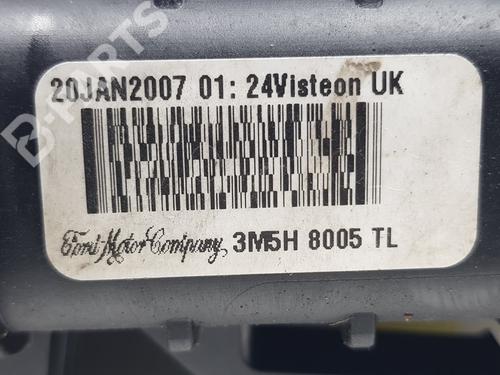 20JAN2007 01: 24Visteon UK
Ford Motor Company, 3M5H 8005 TL